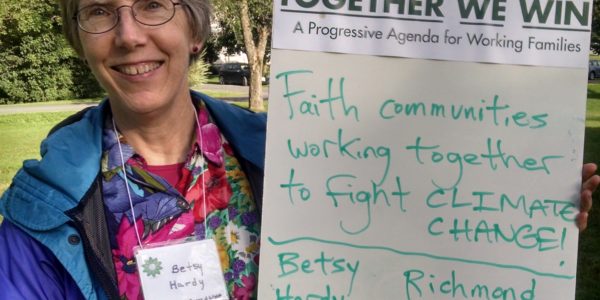 TOGETHER WE WIN
A Progressive Agenda for Working Families
Faith communities
working together
to fight CLIMATE
CHANGE!
Betsy
Hardy
Richmond
Betsy
Hardy